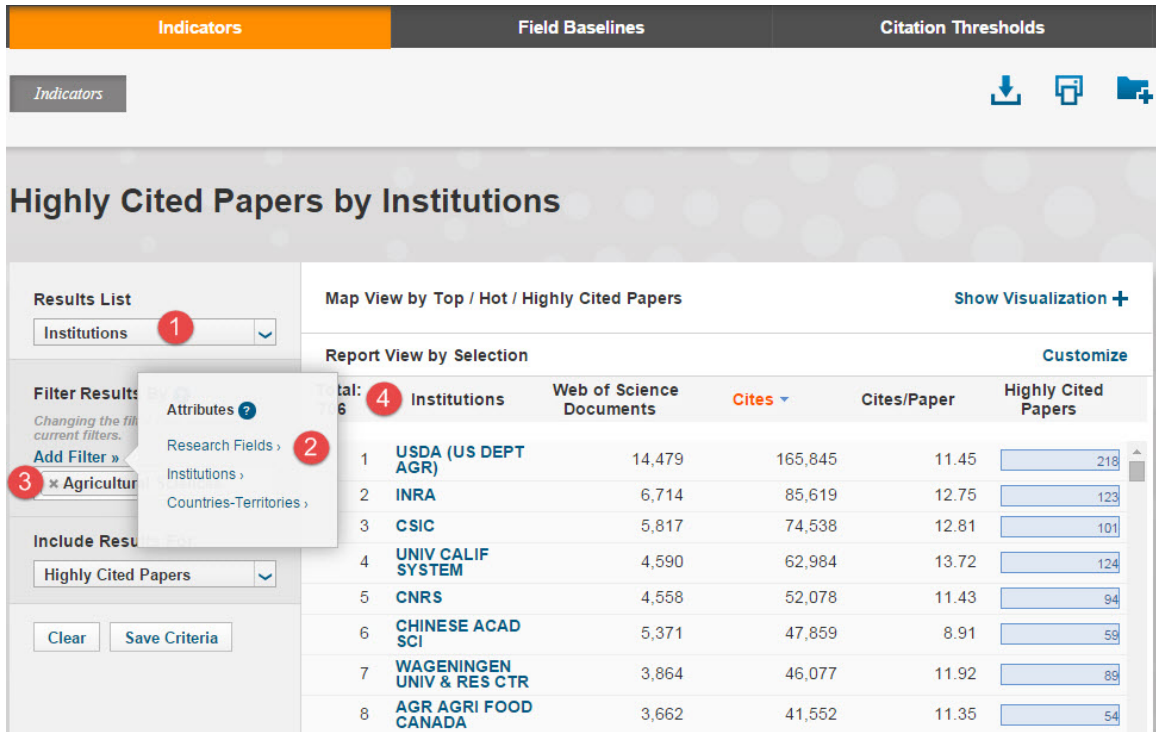 Indicators
Field Baselines
Citation Thresholds
Indicators
Highly Cited Papers by Institutions
Results List
Institutions
1
Filter Results
Changing the
current filters.
Add Filter »
3
× Agricultural
Attributes ?
Research Fields ›
2
Institutions ›
Countries-Territories ›
Include
Highly Cited Papers
Clear
Save Criteria
Map View by Top / Hot / Highly Cited Papers
Show Visualization +
Report View by Selection
Customize
4
Institutions
Web of Science
Documents
Cites
Cites/Paper
Highly Cited
Papers
1 USDA (US DEPT
AGR) 14,479 165,845 11.45 218
2 INRA 6,714 85,619 12.75 123
3 CSIC 5,817 74,538 12.81 101
4 UNIV CALIF
SYSTEM 4,590 62,984 13.72 124
5 CNRS 4,558 52,078 11.43 94
6 CHINESE ACAD
SCI 5,371 47,859 8.91 59
7 WAGENINGEN
UNIV & RES CTR 3,864 46,077 11.92 89
8 AGR AGRI FOOD
CANADA 3,662 41,552 11.35 54